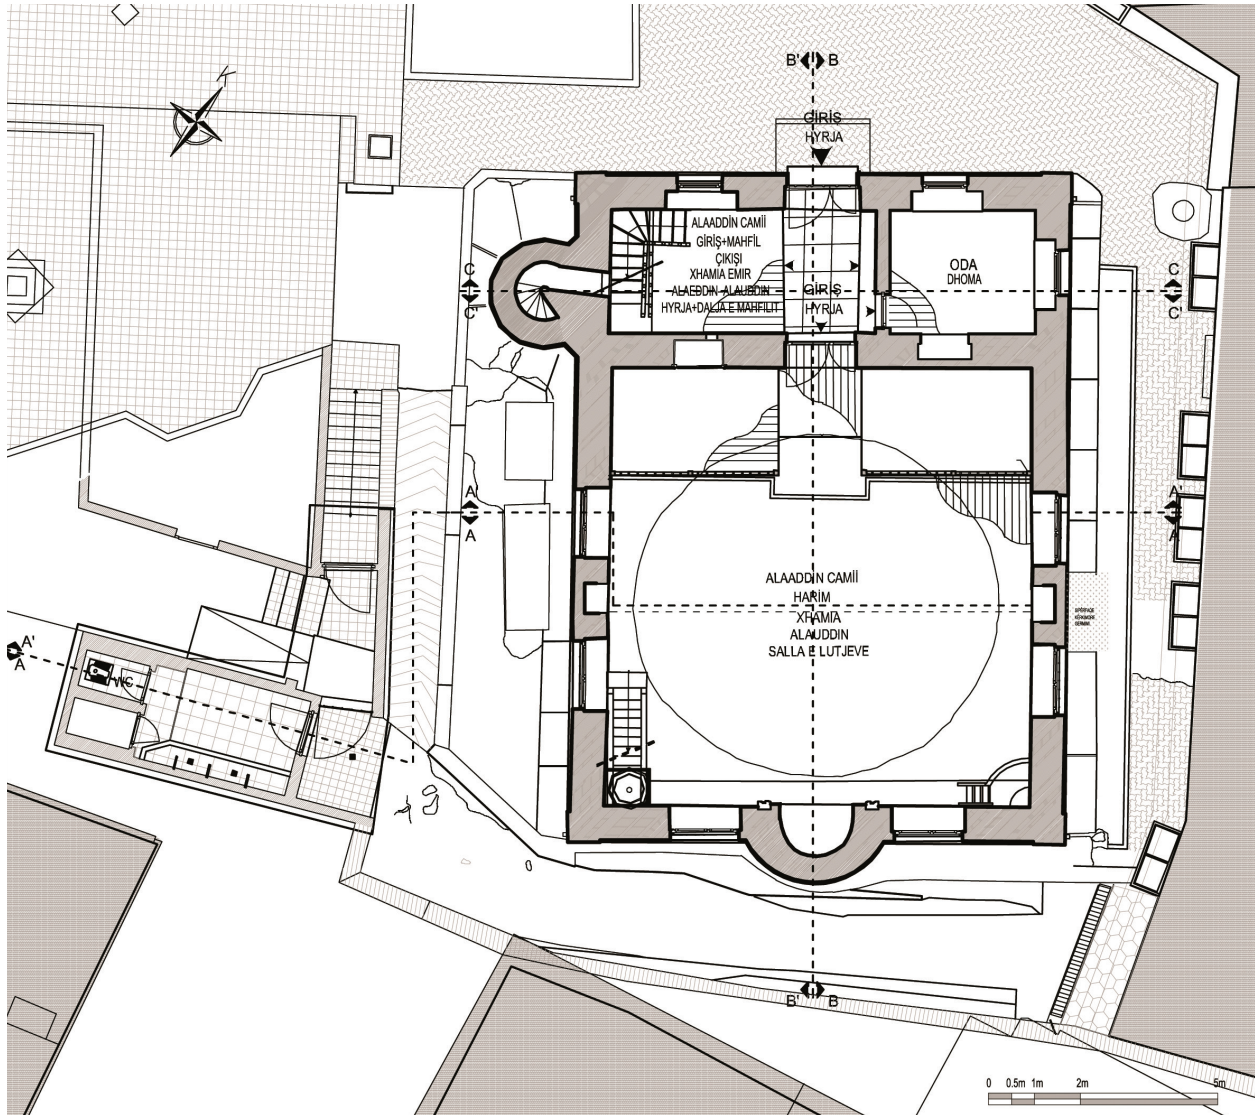 K
B' B
GİRİŞ
HYRJA
ALAADDİN CAMİİ
GİRİŞ+MAHFİL
ÇIKIŞI
XHAMIA EMIR
ALAEDDIN-ALAUDDIN
HYRJA+DALJA E MAHFILIT
GİRİŞ
HYRJA
ODA
DHOMA
C
C'
C
C'
A'
A
A'
A
ALAADDİN CAMİİ
HARİM
XHAMIA
ALAUDDIN
SALLA E LUTJEVE
A'
A
WC
B' B
0 0.5m 1m 2m 5m